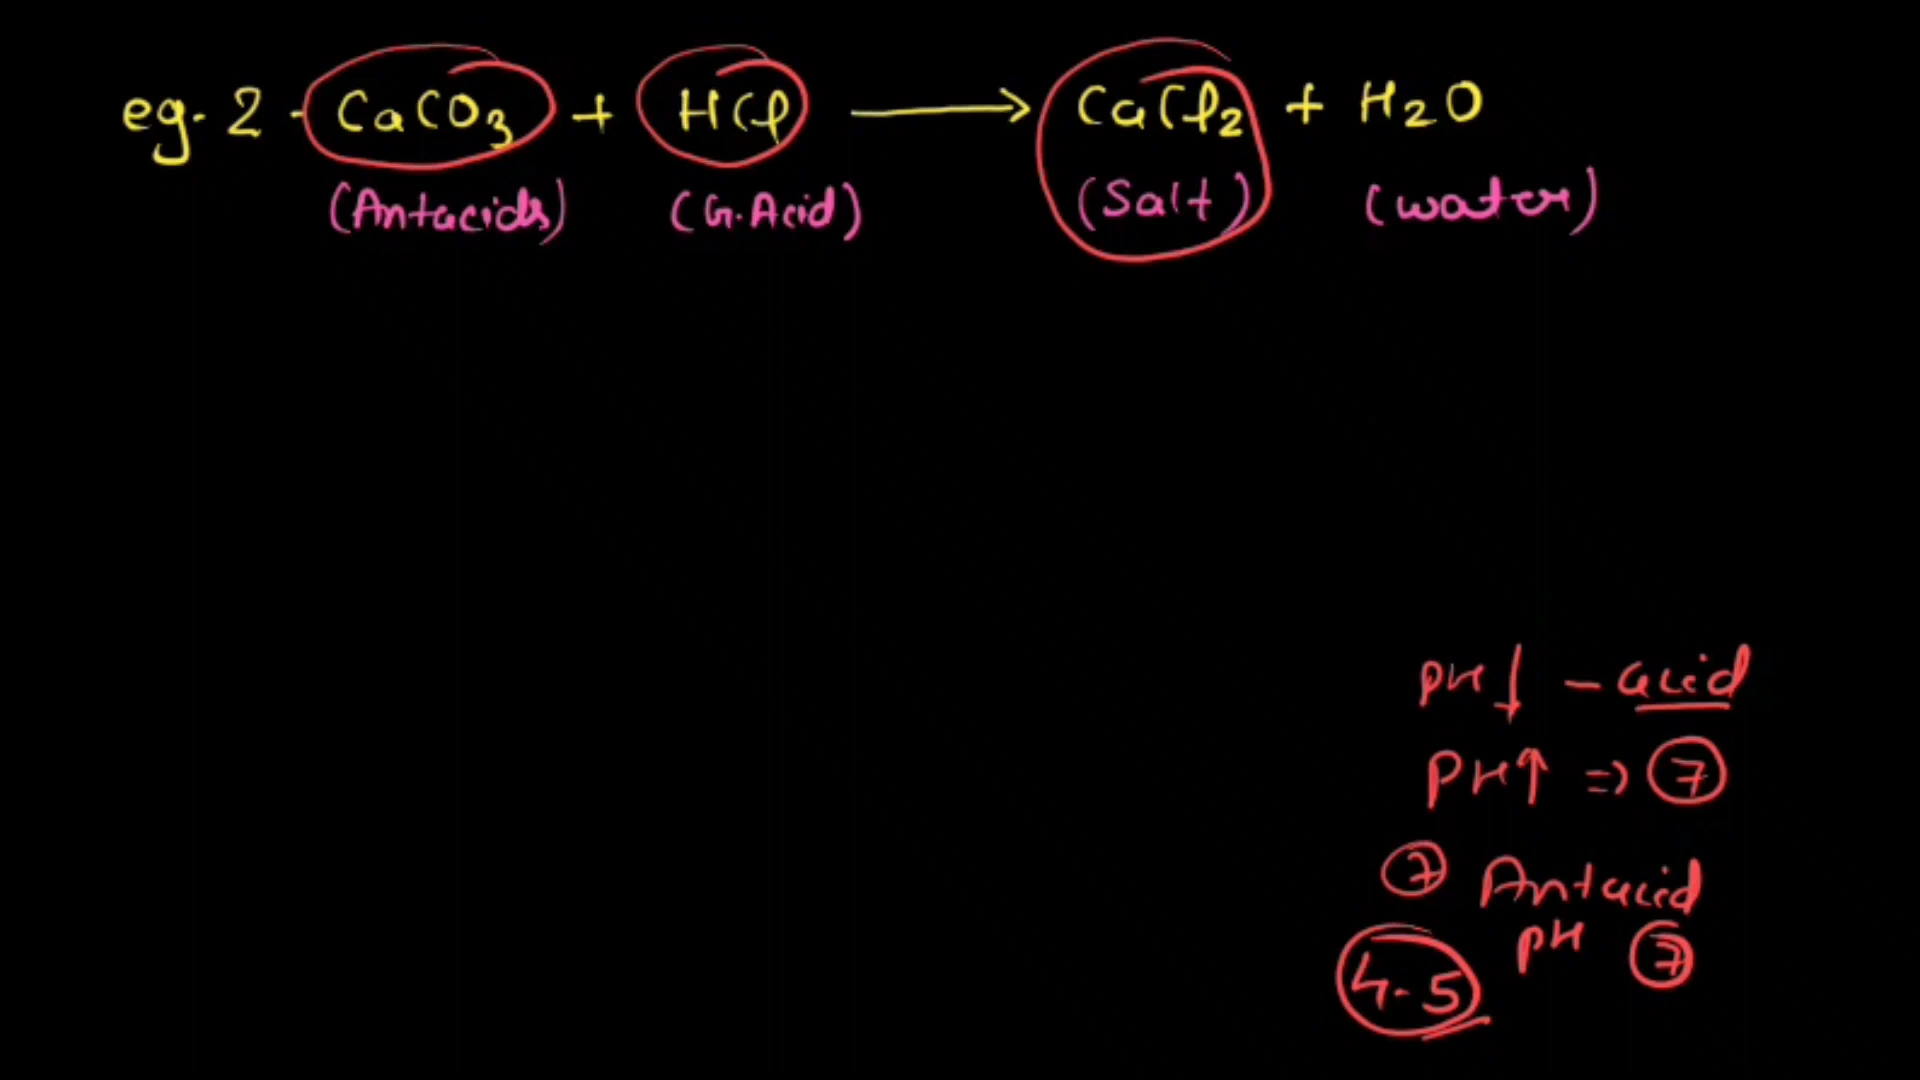 eg. 2 - CaCO3 + HCl → CaCl2 + H2O
(Antacids) (G.Acid) (Salt) (water)
PH↓ - acid
PH↑ => 7
7 Antacid
4-5 PH 7